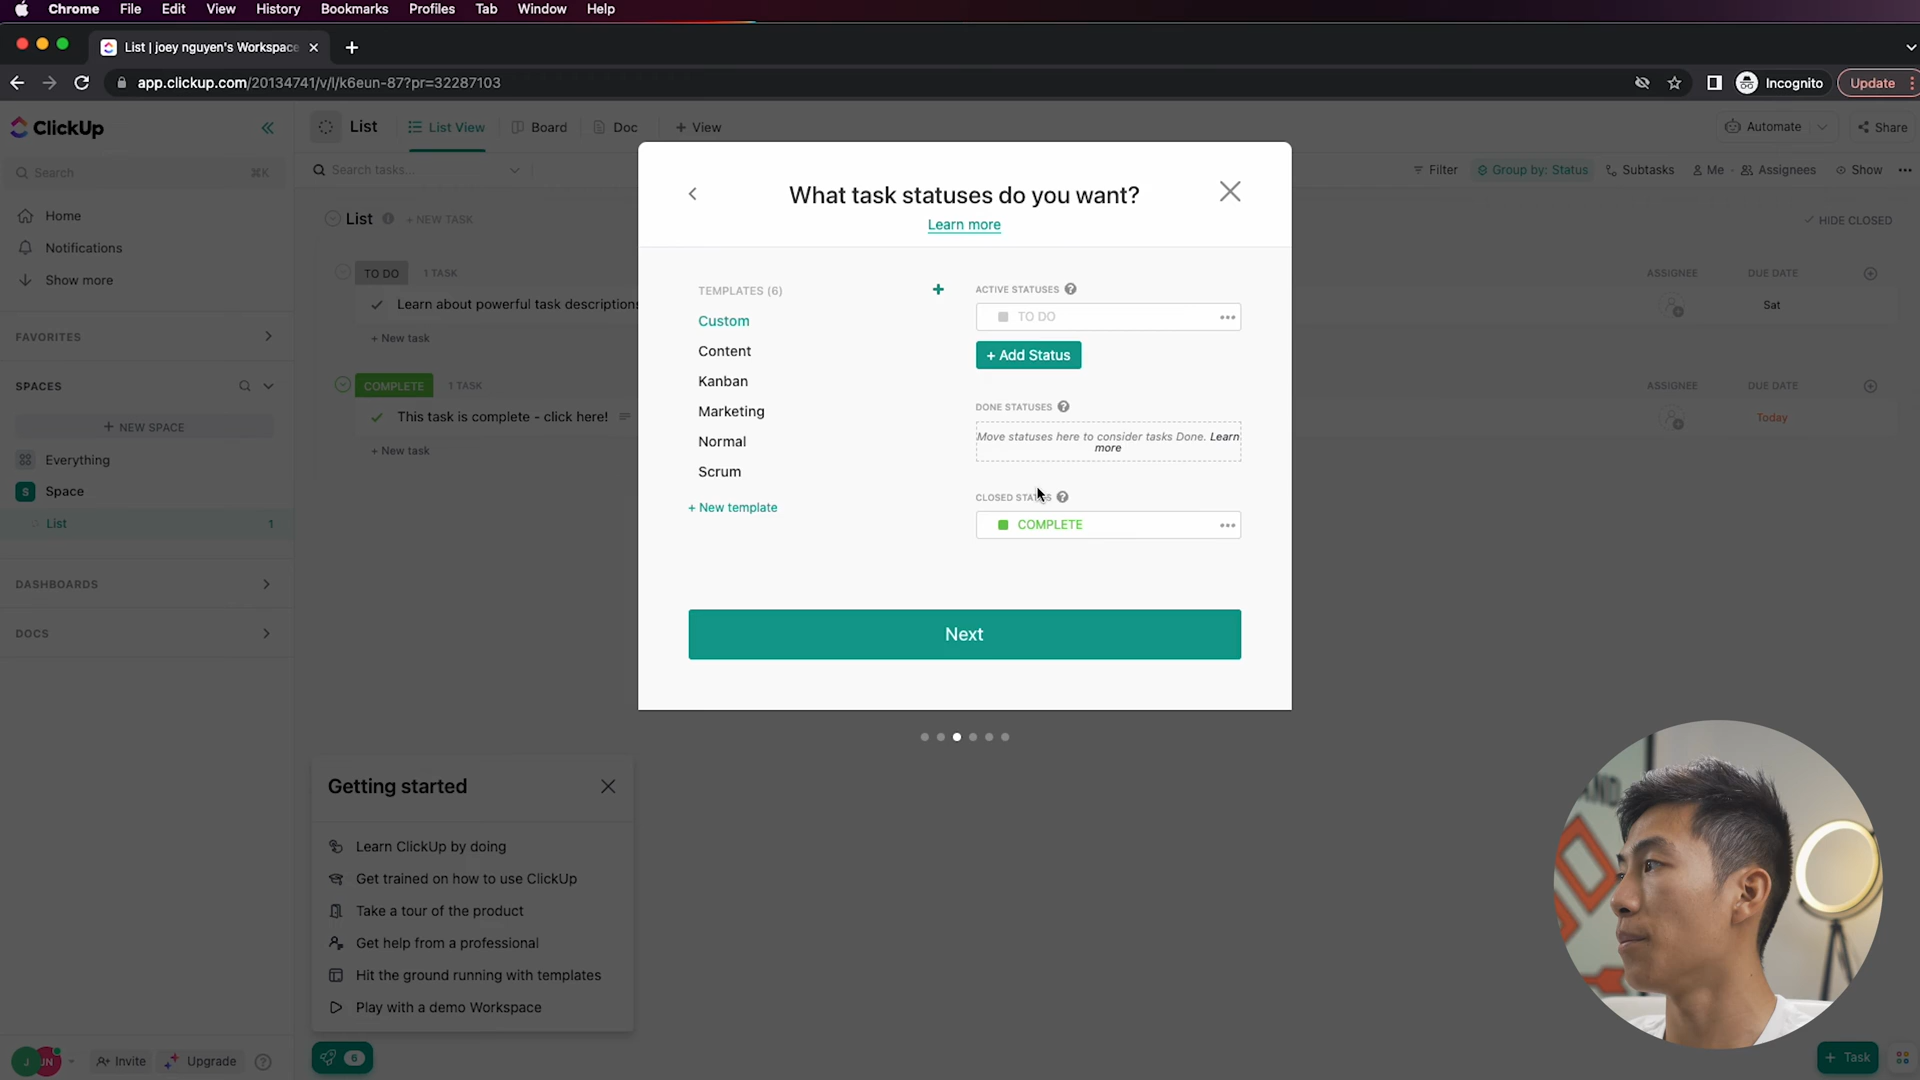 Chrome File Edit View History Bookmarks Profiles Tab Window Help
List | joey nguyen's Workspace
app.clickup.com/20134741/v/l/k6eun-87?pr=32287103
Incognito
Update
ClickUp
List
List View
Board
Doc
+ View
Automate
Share
Search
⌘K
Search tasks...
Filter
Group by: Status
Subtasks
Me
Assignees
Show
Home
Notifications
Show more
FAVORITES
SPACES
+ NEW SPACE
Everything
S
Space
List
1
DASHBOARDS
DOCS
List
+ NEW TASK
HIDE CLOSED
TO DO
1 TASK
ASSIGNEE
DUE DATE
Learn about powerful task descriptions
Sat
+ New task
COMPLETE
1 TASK
ASSIGNEE
DUE DATE
This task is complete - click here!
Today
+ New task
What task statuses do you want?
Learn more
TEMPLATES (6)
Custom
Content
Kanban
Marketing
Normal
Scrum
+ New template
ACTIVE STATUSES
TO DO
+ Add Status
DONE STATUSES
Move statuses here to consider tasks Done. Learn
more
CLOSED STATUS
COMPLETE
Next
Getting started
Learn ClickUp by doing
Get trained on how to use ClickUp
Take a tour of the product
Get help from a professional
Hit the ground running with templates
Play with a demo Workspace
J
JN
Invite
Upgrade
6
+ Task